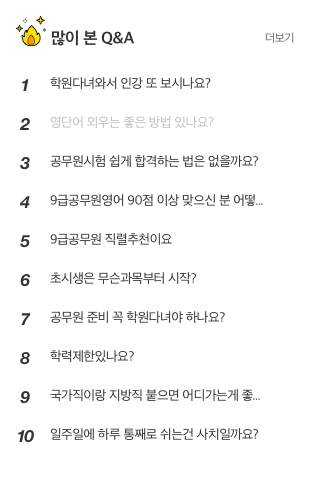 많이 본 Q&A
더보기
1 학원다녀와서 인강 또 보시나요?
2 영단어 외우는 좋은 방법 있나요?
3 공무원시험 쉽게 합격하는 법은 없을까요?
4 9급공무원영어 90점 이상 맞으신 분 어떻...
5 9급공무원 직렬추천이요
6 초시생은 무슨과목부터 시작?
7 공무원 준비 꼭 학원다녀야 하나요?
8 학력제한있나요?
9 국가직이랑 지방직 붙으면 어디가는게 좋...
10 일주일에 하루 통째로 쉬는건 사치일까요?